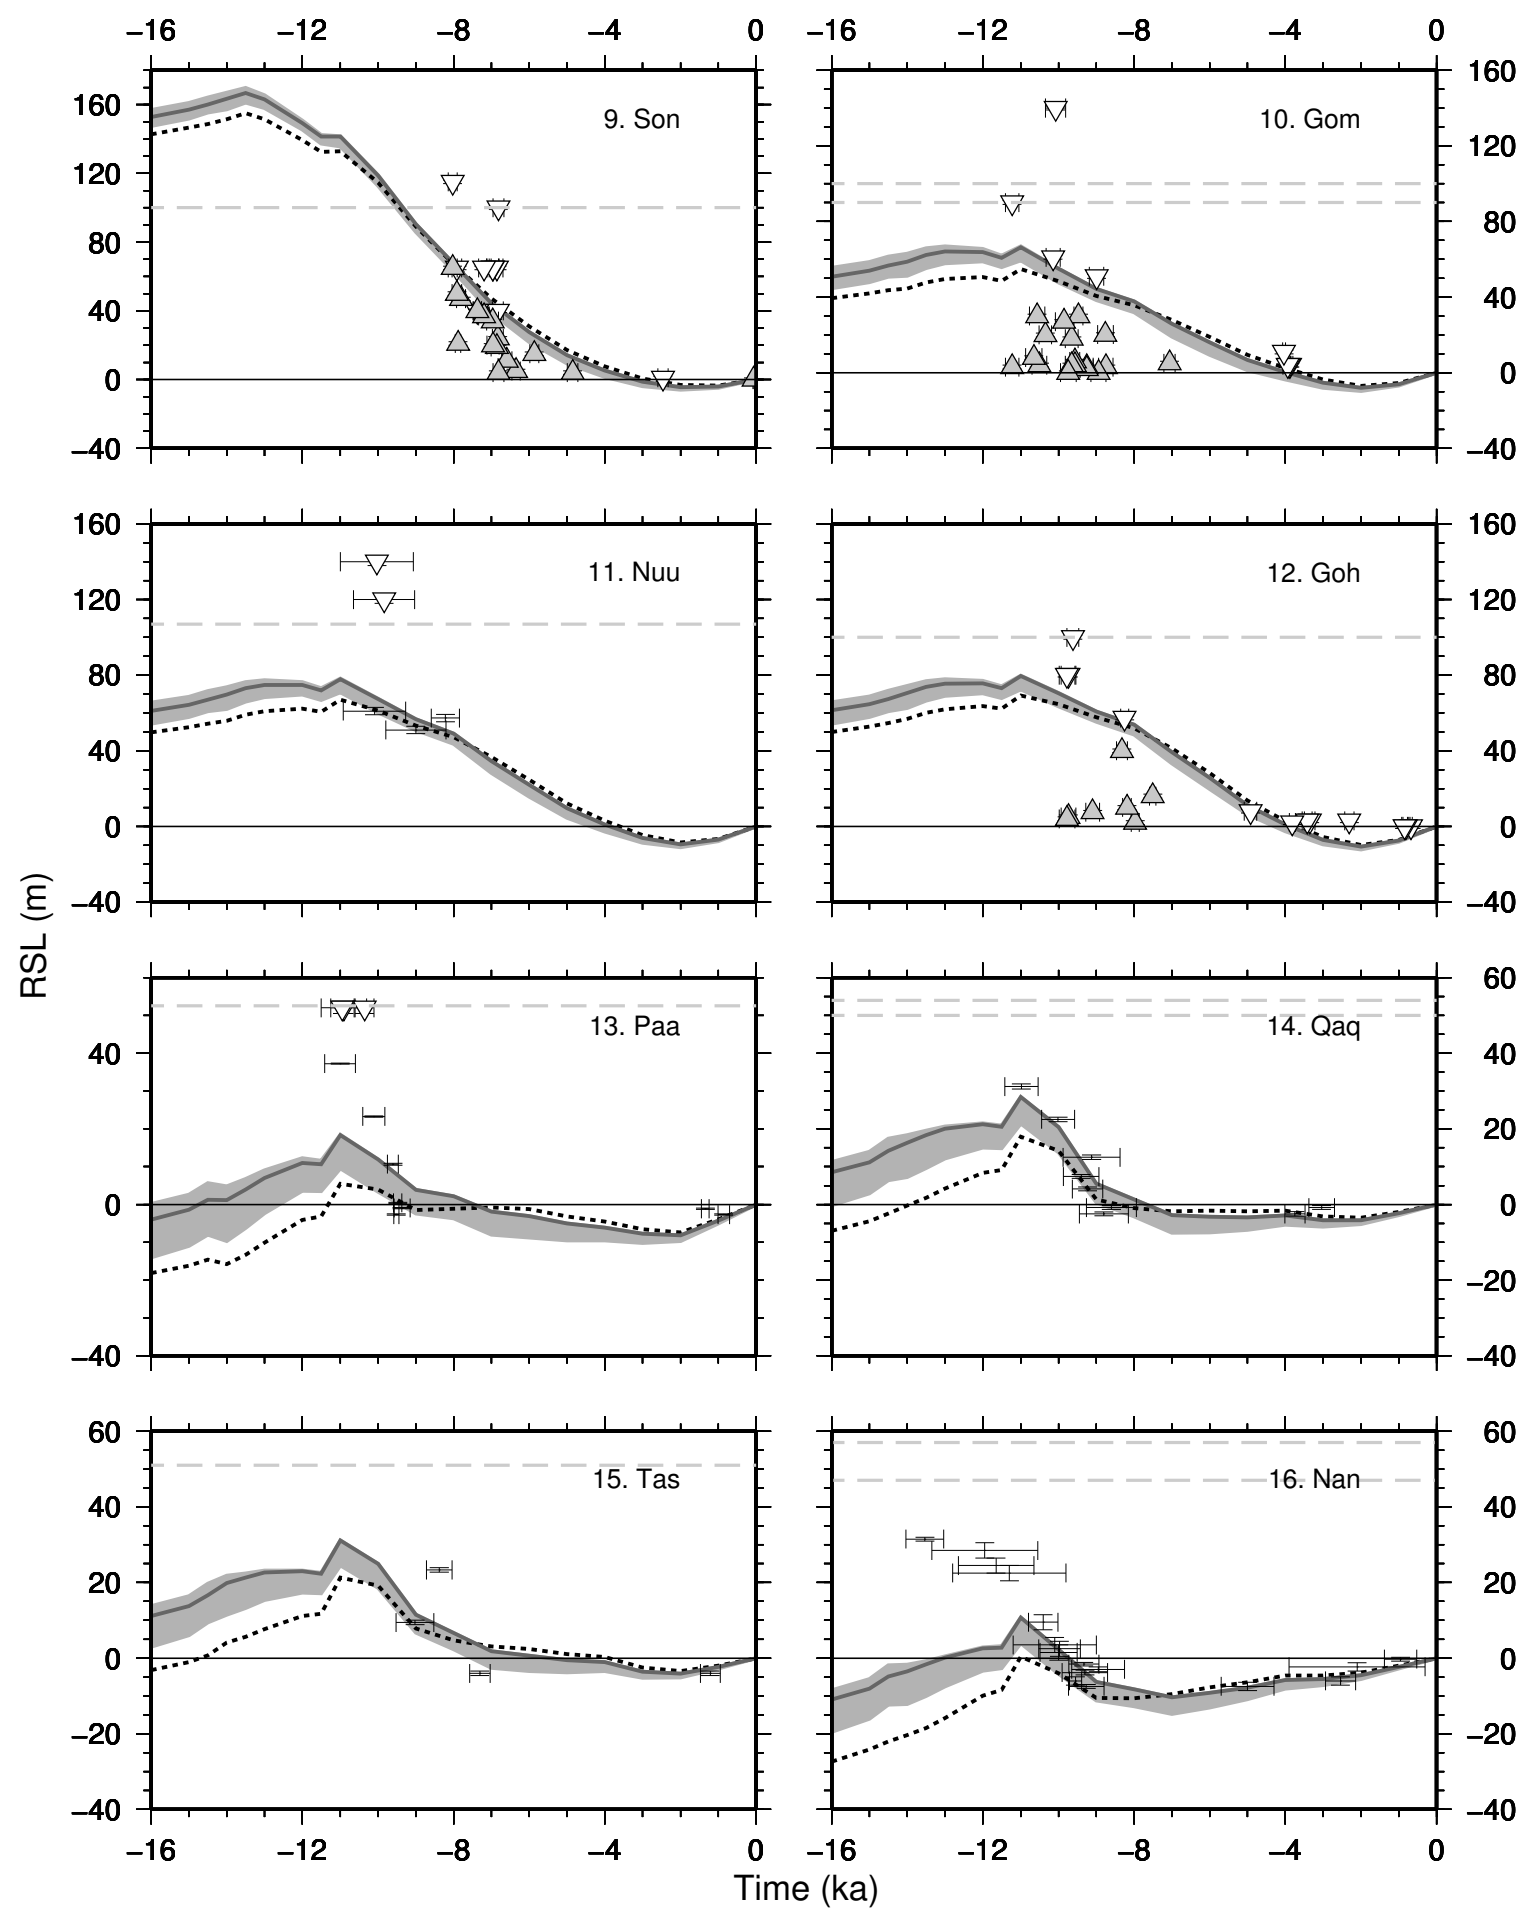 −16 −12 −8 −4 0 −16 −12 −8 −4 0
160 120 80 40 0 −40
9. Son
10. Gom
160 120 80 40 0 −40
160 120 80 40 0 −40
11. Nuu
12. Goh
160 120 80 40 0 −40
RSL (m)
40 0 −40
13. Paa
14. Qaq
60 40 20 0 −20 −40
60 40 20 0 −20 −40
15. Tas
16. Nan
60 40 20 0 −20 −40
−16 −12 −8 −4 0 −16 −12 −8 −4 0
Time (ka)